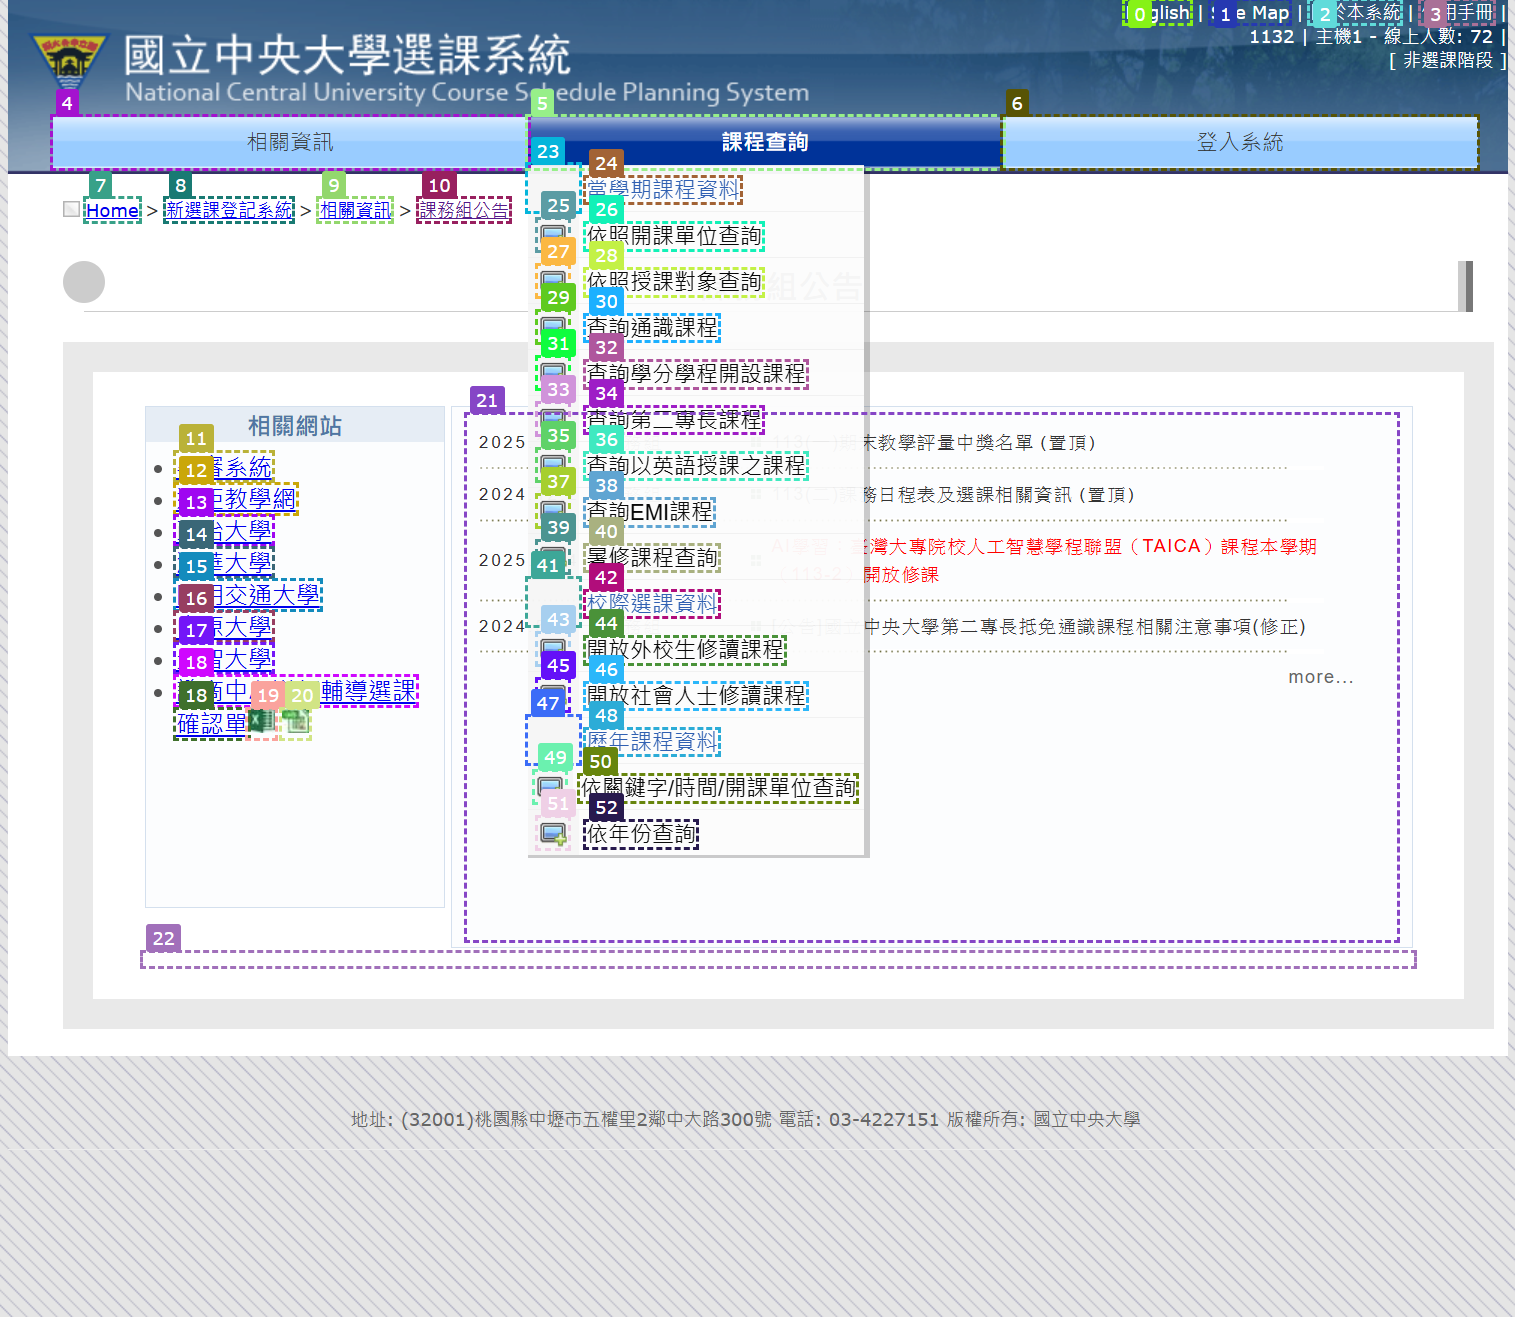 English | Site Map | 於本系統 | 用手冊 |
1132 | 主機1 - 線上人數: 72 |
[ 非選課階段 ]
國立中央大學選課系統
National Central University Course Schedule Planning System
相關資訊
課程查詢
登入系統
Home > 新選課登記系統 > 相關資訊 > 課務組公告
組公告
當學期課程資料
依照開課單位查詢
依照授課對象查詢
查詢通識課程
查詢學分學程開設課程
查詢第二專長課程
查詢以英語授課之課程
查詢EMI課程
暑修課程查詢
校際選課資料
開放外校生修讀課程
開放社會人士修讀課程
歷年課程資料
依關鍵字/時間/開課單位查詢
依年份查詢
相關網站
系統
教學網
大學
大學
交通大學
大學
大學
輔導選課
確認單
2025 113(一)期末教學評量中獎名單 (置頂)
2024 113(二)課務日程表及選課相關資訊 (置頂)
2025 灣大專院校人工智慧學程聯盟（TAICA）課程本學期
開放修課
2024 中央大學第二專長抵免通識課程相關注意事項(修正)
more...
地址: (32001)桃園縣中壢市五權里2鄰中大路300號 電話: 03-4227151 版權所有: 國立中央大學
0
1
2
3
4
5
6
7
8
9
10
11
12
13
14
15
16
17
18
18
19
20
21
22
23
24
25
26
27
28
29
30
31
32
33
34
35
36
37
38
39
40
41
42
43
44
45
46
47
48
49
50
51
52